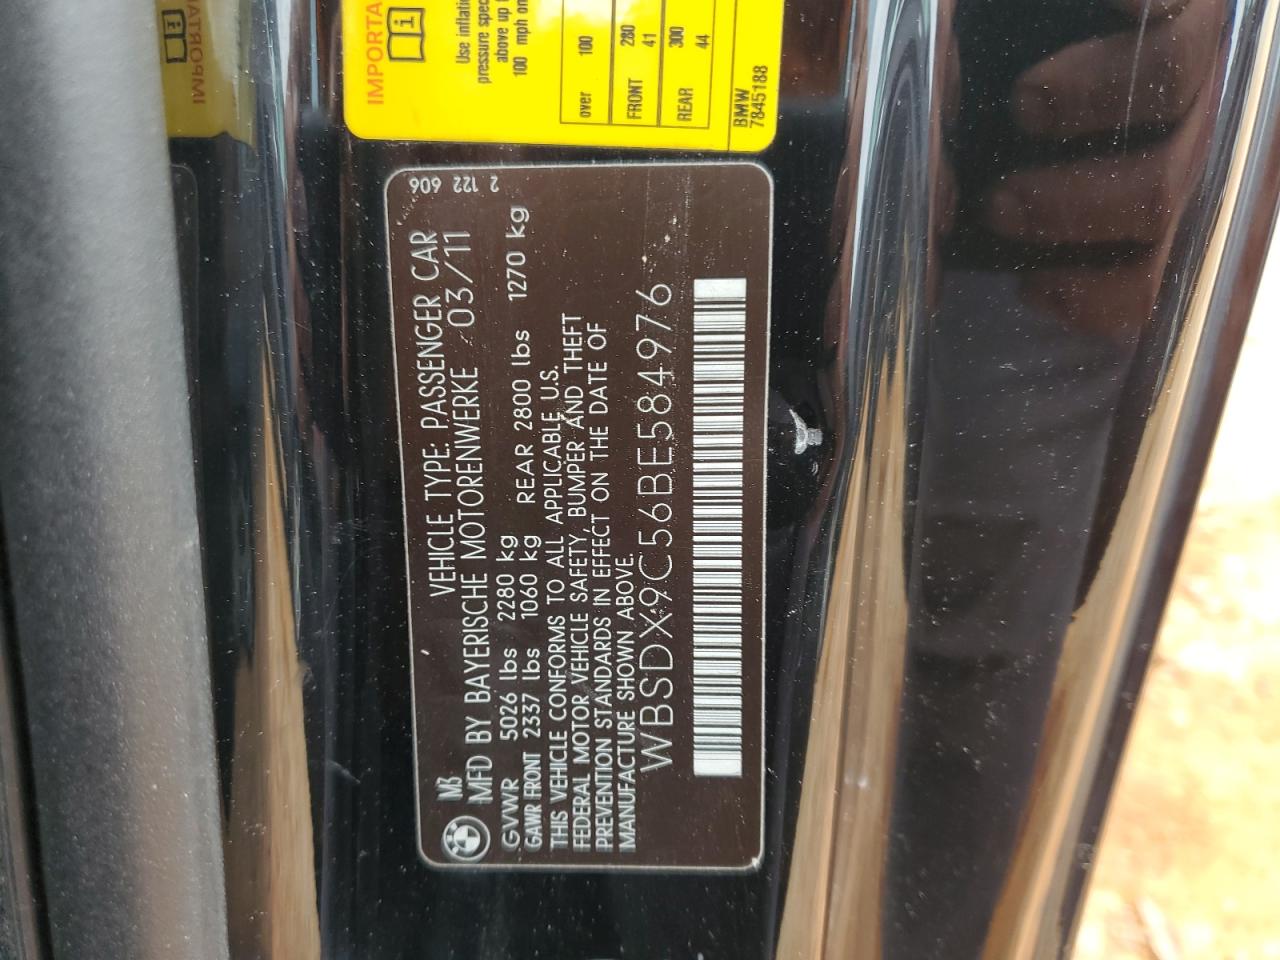 IMPORTA
Use inflatio
pressure spec
above up t
100 mph on
over 100
FRONT 280
41
REAR 300
44
BMW
7845188
2 122 606
M3 VEHICLE TYPE: PASSENGER CAR
MFD BY BAYERISCHE MOTORENWERKE 03/11
GVWR 5026 lbs 2280 kg
GAWR FRONT 2337 lbs 1060 kg REAR 2800 lbs 1270 kg
THIS VEHICLE CONFORMS TO ALL APPLICABLE U.S.
FEDERAL MOTOR VEHICLE SAFETY, BUMPER AND THEFT
PREVENTION STANDARDS IN EFFECT ON THE DATE OF
MANUFACTURE SHOWN ABOVE.
WBSDX9C56BE584976